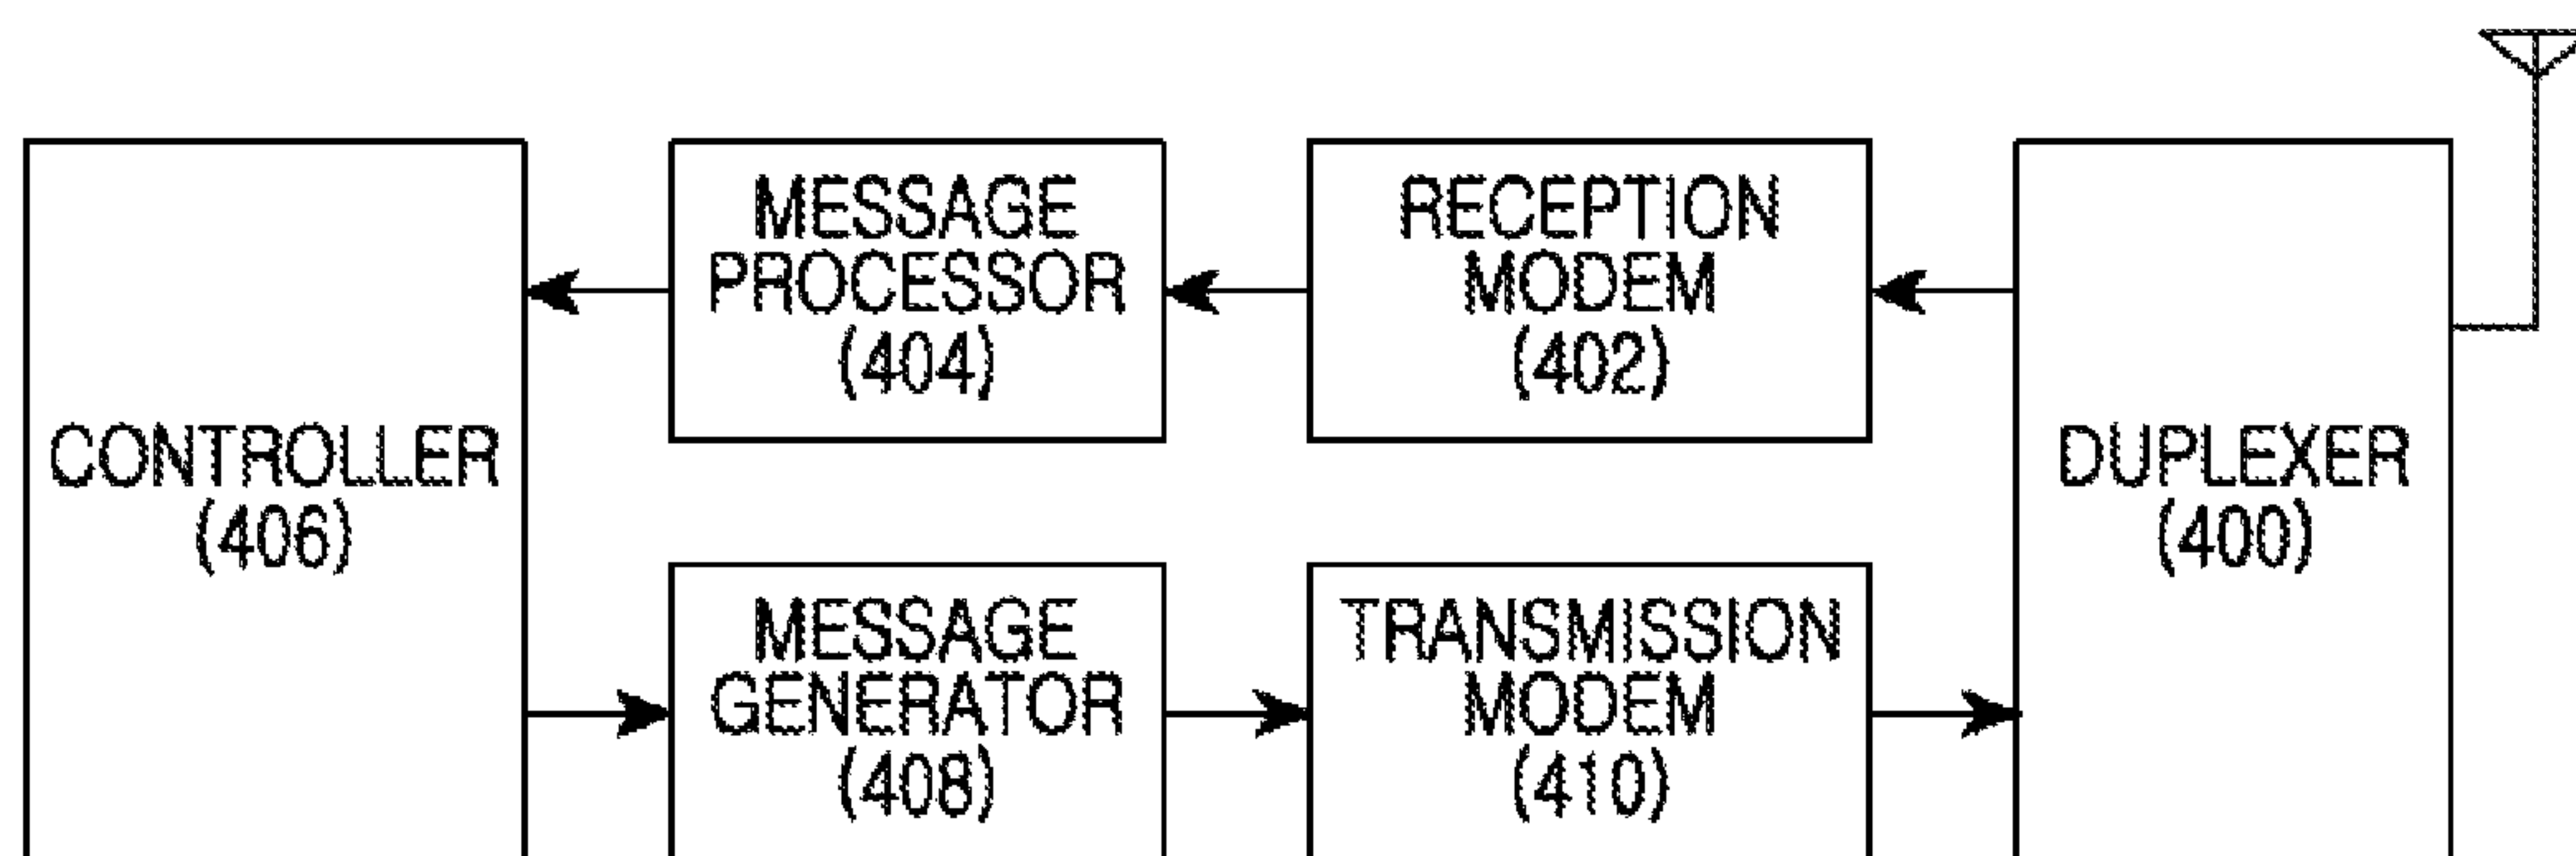 MESSAGE
PROCESSOR
(404)
RECEPTION
MODEM
(402)
CONTROLLER
(406)
DUPLEXER
(400)
MESSAGE
GENERATOR
(408)
TRANSMISSION
MODEM
(410)